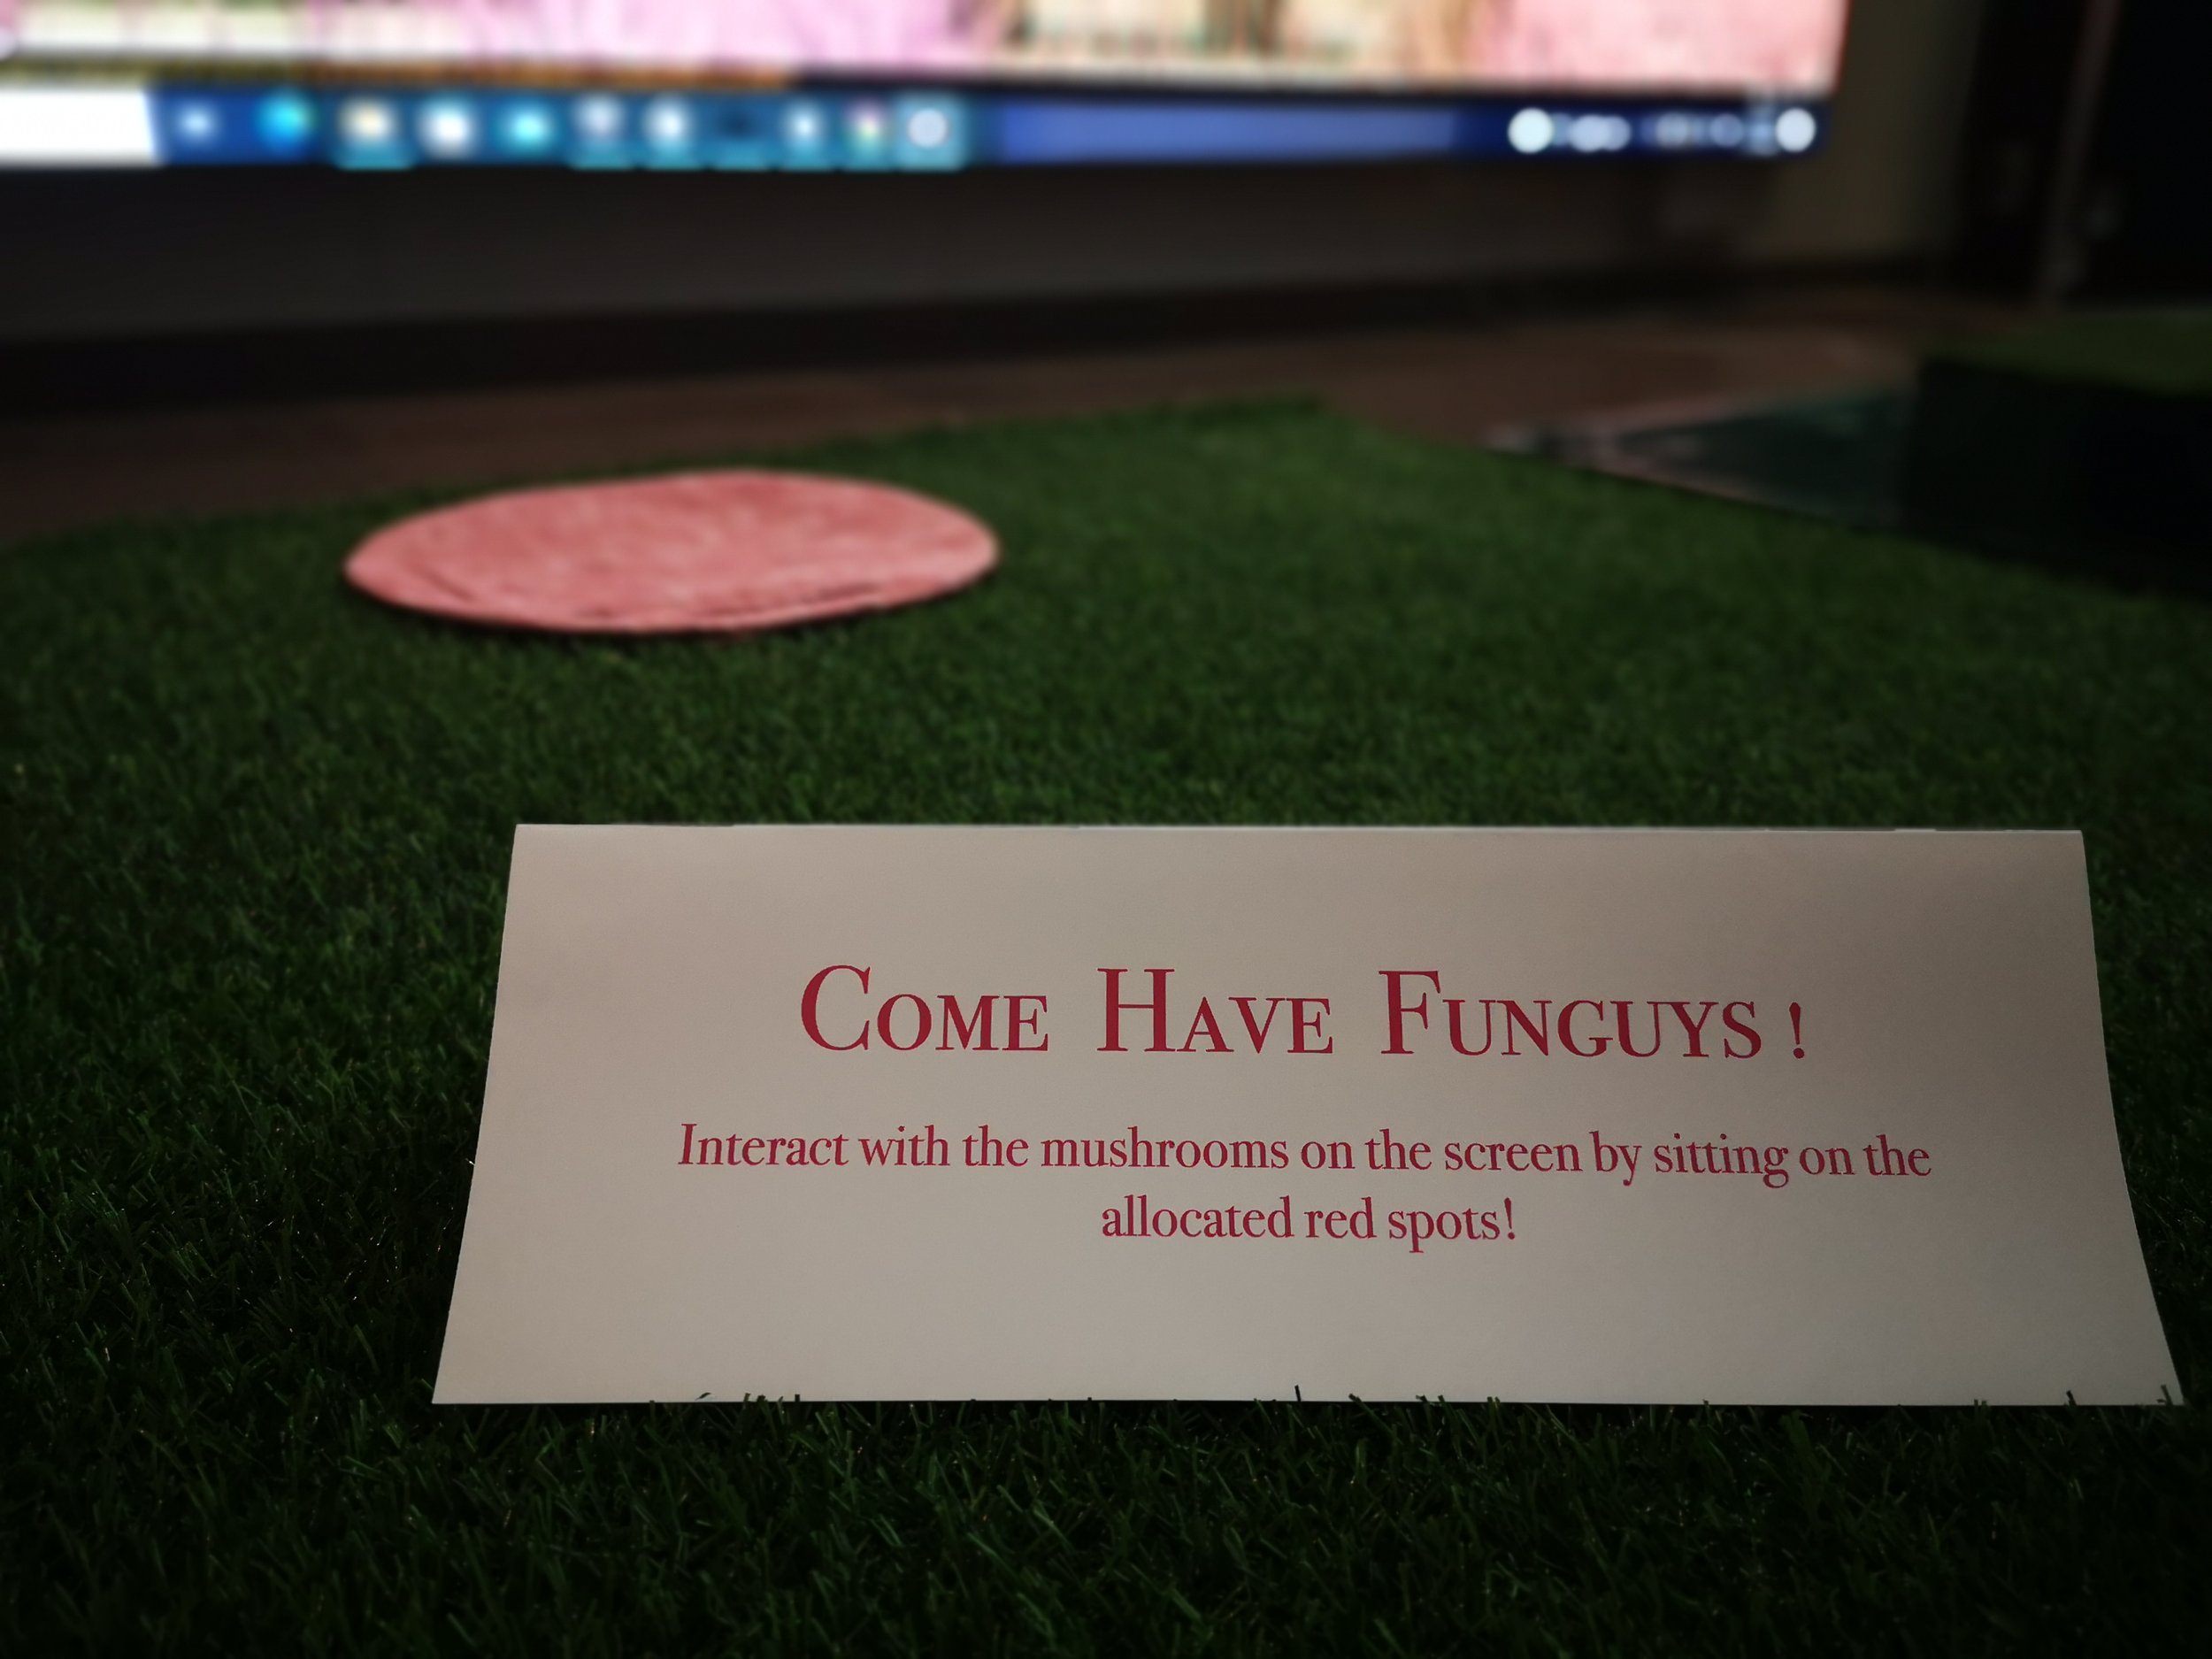 COME HAVE FUNGUYS !
Interact with the mushrooms on the screen by sitting on the
allocated red spots!